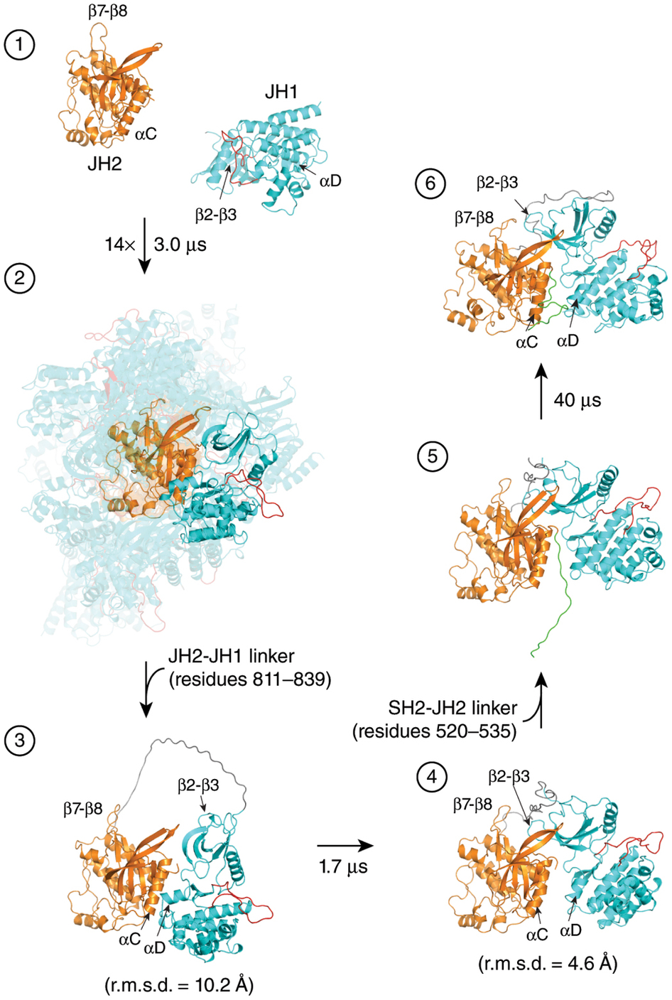 1
β7-β8
αC
JH2
JH1
αD
β2-β3
14×
3.0 µs
2
JH2-JH1 linker
(residues 811–839)
3
β7-β8
β2-β3
αC
αD
(r.m.s.d. = 10.2 Å)
1.7 µs
4
β2-β3
β7-β8
αC
αD
(r.m.s.d. = 4.6 Å)
SH2-JH2 linker
(residues 520–535)
5
40 µs
6
β2-β3
β7-β8
αC
αD